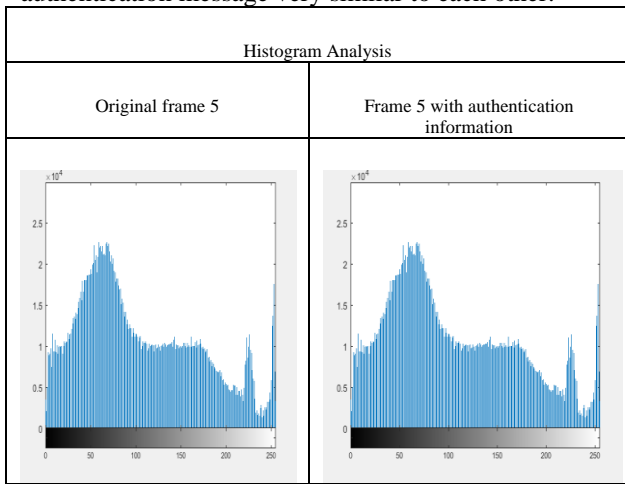 authentication message very similar to each other.
Histogram Analysis
Original frame 5
Frame 5 with authentication
information
×10⁴
2.5
2
1.5
1
0.5
0
0 50 100 150 200 250
×10⁴
2.5
2
1.5
1
0.5
0
0 50 100 150 200 250